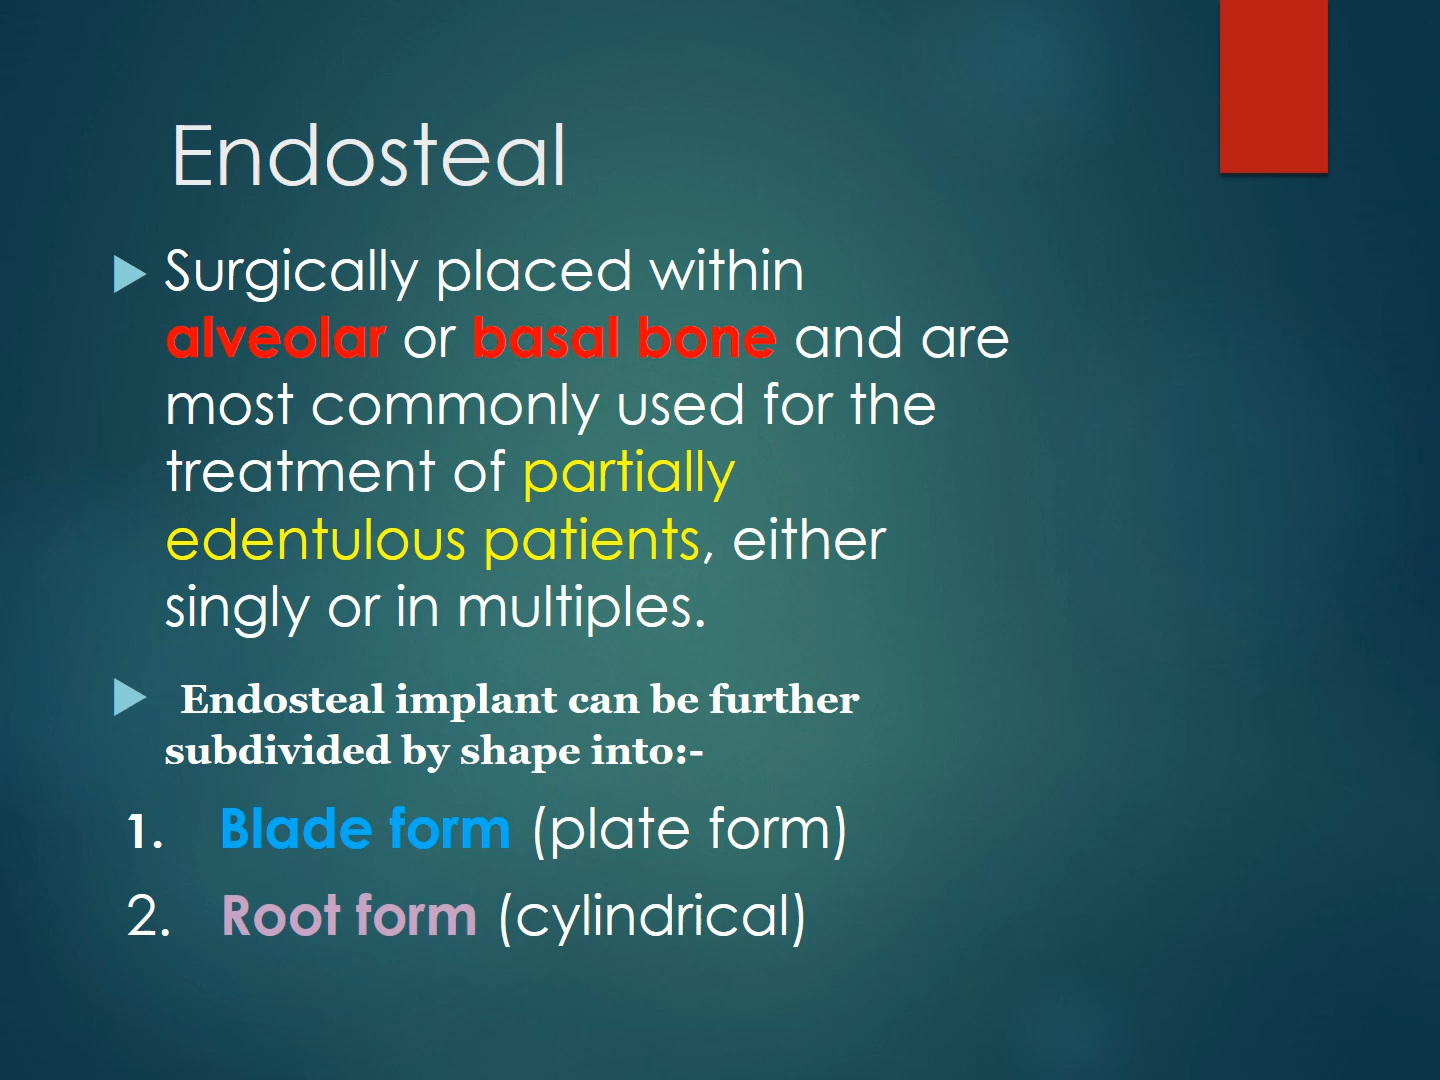 Endosteal
Surgically placed within
alveolar or basal bone and are
most commonly used for the
treatment of partially
edentulous patients, either
singly or in multiples.
Endosteal implant can be further
subdivided by shape into:-
1. Blade form (plate form)
2. Root form (cylindrical)